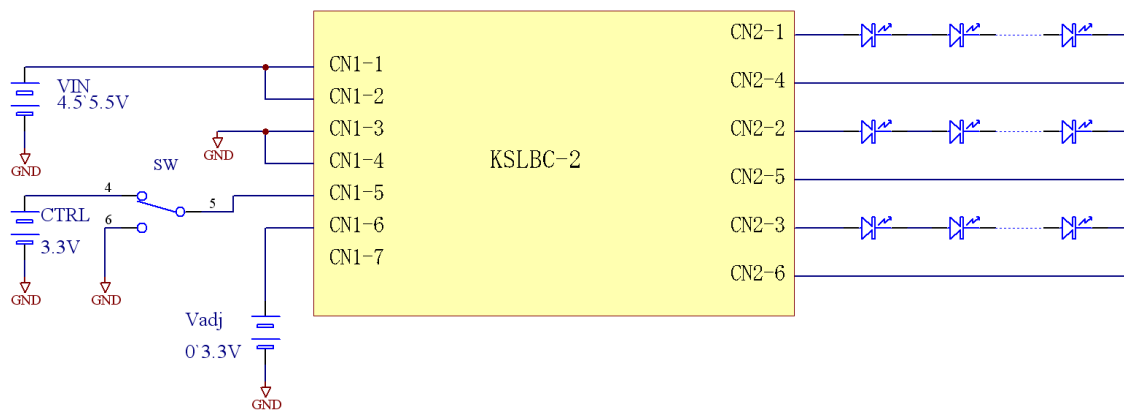 CN2-1
CN1-1
VIN
4.5`5.5V
CN1-2
CN2-4
CN1-3
CN2-2
GND
GND
SW
CN1-4
KSLBC-2
CN2-5
4
CN1-5
CTRL
5
6
3.3V
CN1-6
CN2-3
CN1-7
CN2-6
GND
GND
Vadj
0`3.3V
GND